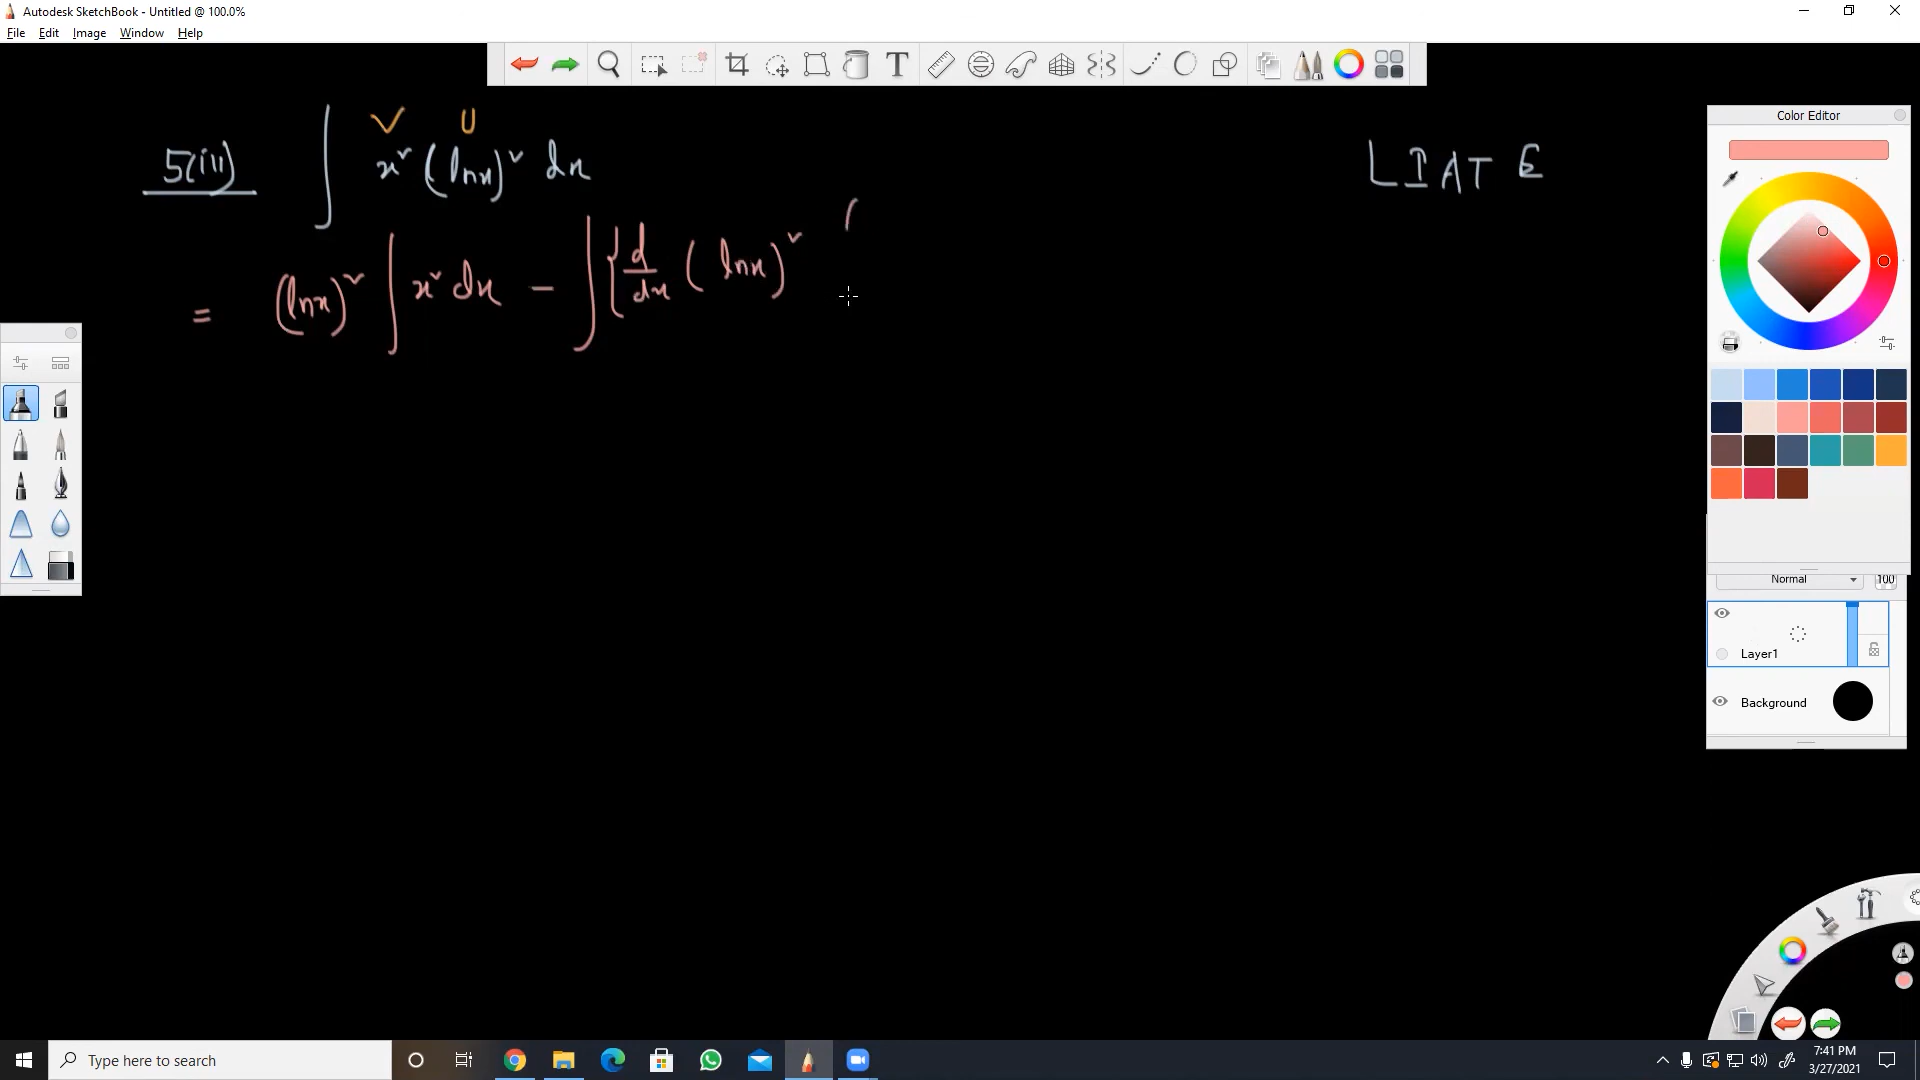 Autodesk SketchBook - Untitled @ 100.0%
File Edit Image Window Help
T
V U
5(iii) ∫ x² (lnx)² dx
LIATE
= (lnx)² ∫ x² dx - ∫ { d/dx (lnx)²
Color Editor
Normal 100
Layer1
Background
Type here to search
7:41 PM
3/27/2021